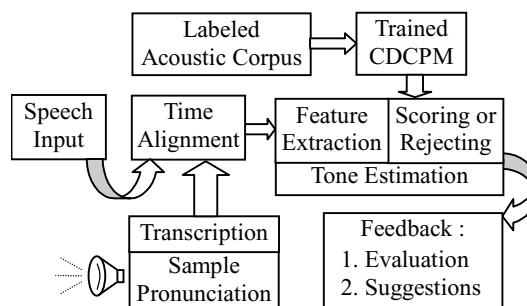 Labeled
Acoustic Corpus
Trained
CDCPM
Speech
Input
Time
Alignment
Feature
Extraction
Scoring or
Rejecting
Tone Estimation
Transcription
Sample
Pronunciation
Feedback :
1. Evaluation
2. Suggestions